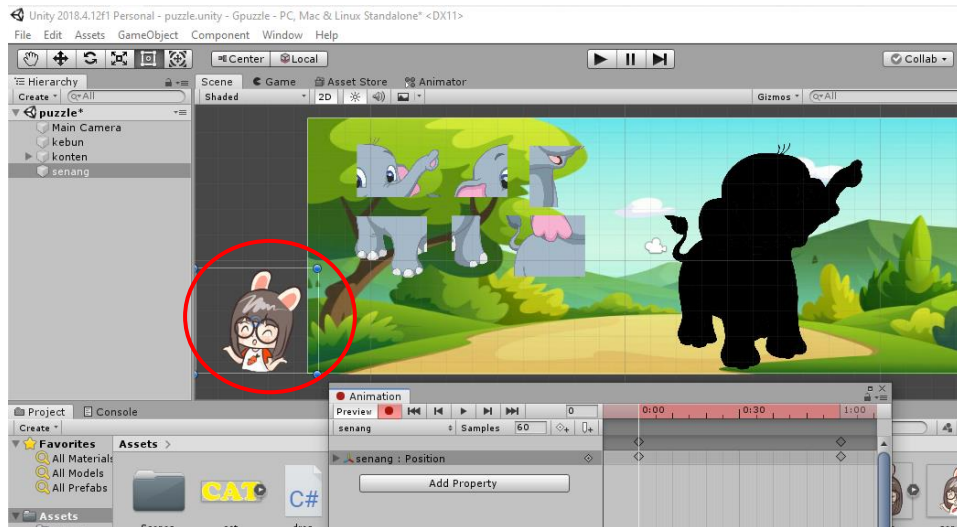 Unity 2018.4.12f1 Personal - puzzle.unity - Gpuzzle - PC, Mac & Linux Standalone* <DX11>
File Edit Assets GameObject Component Window Help
Center Local Collab
Hierarchy Scene Game Asset Store Animator
Create All Shaded 2D Gizmos All
puzzle*
Main Camera
kebun
konten
senang
Animation
Project Console Preview 0 0:00 0:30 1:00
Create senang Samples 60
Favorites Assets >
All Materials
All Models
All Prefabs
senang : Position
Add Property
CAT C#
Assets